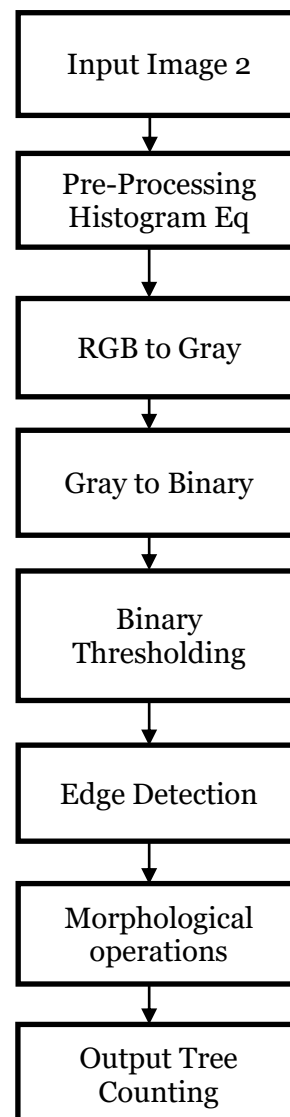 Input Image 2
Pre-Processing
Histogram Eq
RGB to Gray
Gray to Binary
Binary
Thresholding
Edge Detection
Morphological
operations
Output Tree
Counting